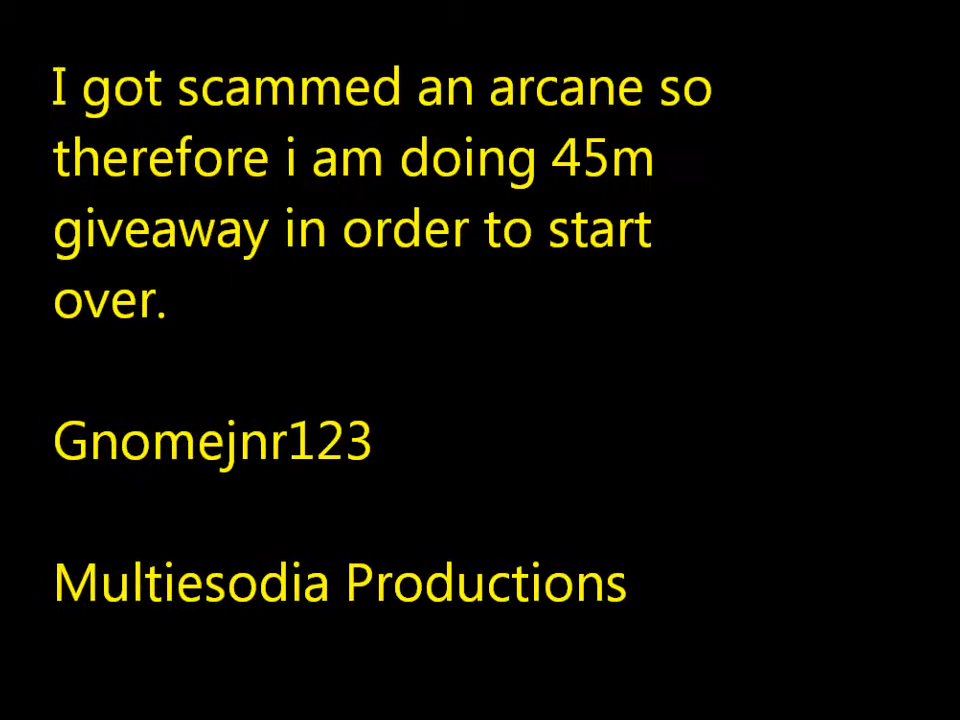 I got scammed an arcane so
therefore i am doing 45m
giveaway in order to start
over.
Gnomejnr123
Multiesodia Productions